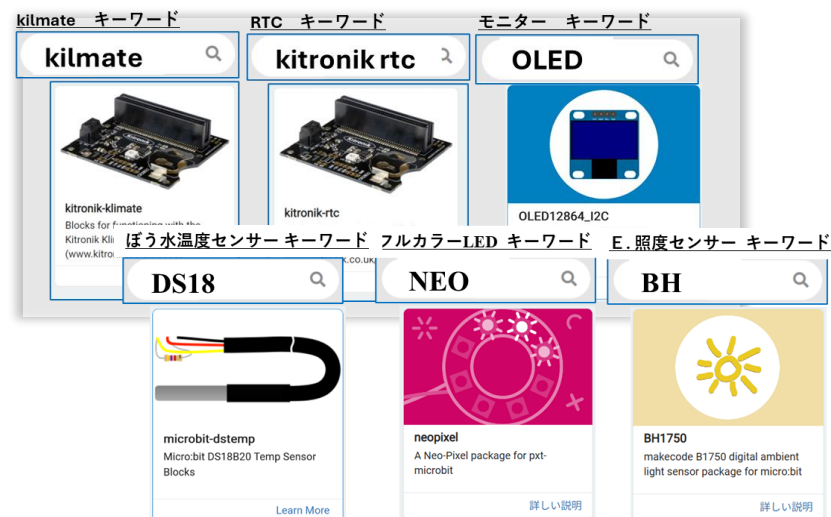 kilmate　キーワード
RTC　キーワード
モニター　キーワード
kilmate
kitronik rtc
OLED
kitronik-klimate
Blocks for functioning with the
Kitronik Kli
(www.kitro
kitronik-rtc
k.co.uk
OLED12864_I2C
ぼう水温度センサー キーワード
フルカラーLED キーワード
E.照度センサー キーワード
DS18
NEO
BH
microbit-dstemp
Micro:bit DS18B20 Temp Sensor
Blocks
Learn More
neopixel
A Neo-Pixel package for pxt-
microbit
詳しい説明
BH1750
makecode B1750 digital ambient
light sensor package for micro:bit
詳しい説明